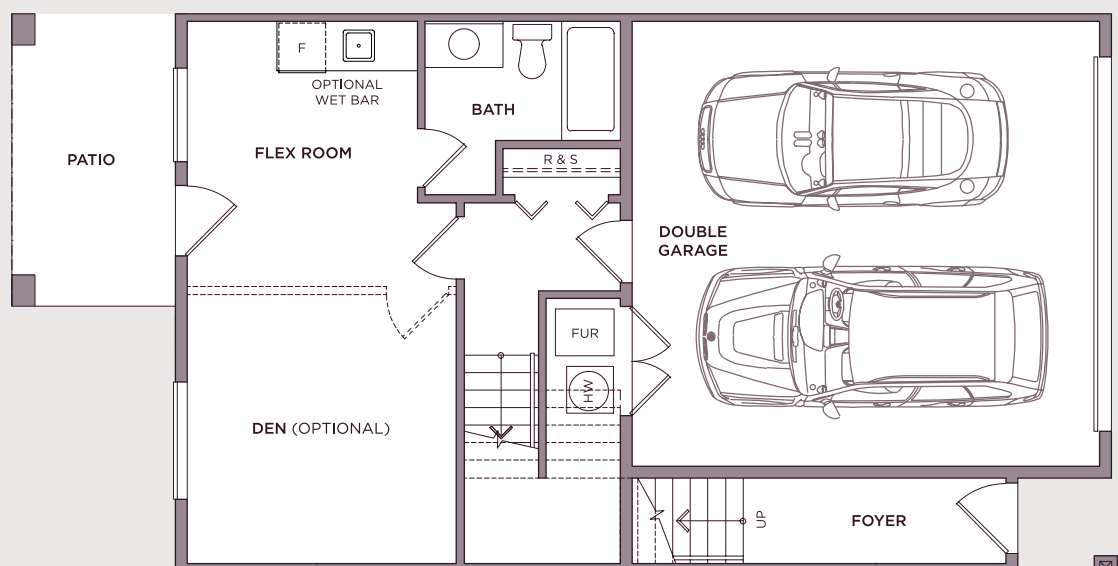 F
OPTIONAL
WET BAR
BATH
PATIO
FLEX ROOM
R & S
DOUBLE
GARAGE
FUR
HW
DEN (OPTIONAL)
UP
FOYER